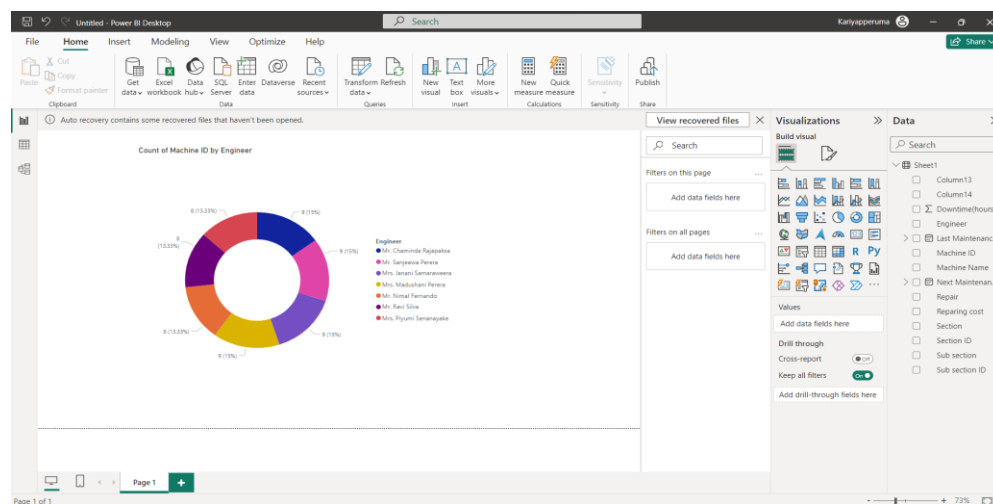 Untitled - Power BI Desktop
Search
Kariyapperuma
File Home Insert Modeling View Optimize Help
Share
Paste
Cut
Copy
Format painter
Clipboard
Get data
Excel workbook
Data hub
SQL Server
Enter data
Dataverse
Recent sources
Data
Transform data
Refresh
Queries
New visual
Text box
More visuals
Insert
New measure
Quick measure
Calculations
Sensitivity
Sensitivity
Publish
Share
Auto recovery contains some recovered files that haven't been opened.
View recovered files
Count of Machine ID by Engineer
8 (13.33%)
9 (15%)
8
(13.33%)
9 (15%)
8 (13.33%)
9 (15%)
9 (15%)
Engineer
Mr. Chaminda Rajapaksa
Mr. Sanjeewa Perera
Mrs. Janani Samaraweera
Mrs. Madushani Perera
Mr. Nimal Fernando
Mr. Ravi Silva
Mrs. Piyumi Senanayake
Search
Filters on this page
...
Add data fields here
Filters on all pages
...
Add data fields here
Visualizations
Build visual
R Py
...
Values
Add data fields here
Drill through
Cross-report
Off
Keep all filters
On
Add drill-through fields here
Data
Search
Sheet1
Column13
Column14
Σ Downtime(hours
Engineer
Last Maintenanc
Machine ID
Machine Name
Next Maintenan.
Repair
Reparing cost
Section
Section ID
Sub section
Sub section ID
Page 1
+
Page 1 of 1
- + 73%